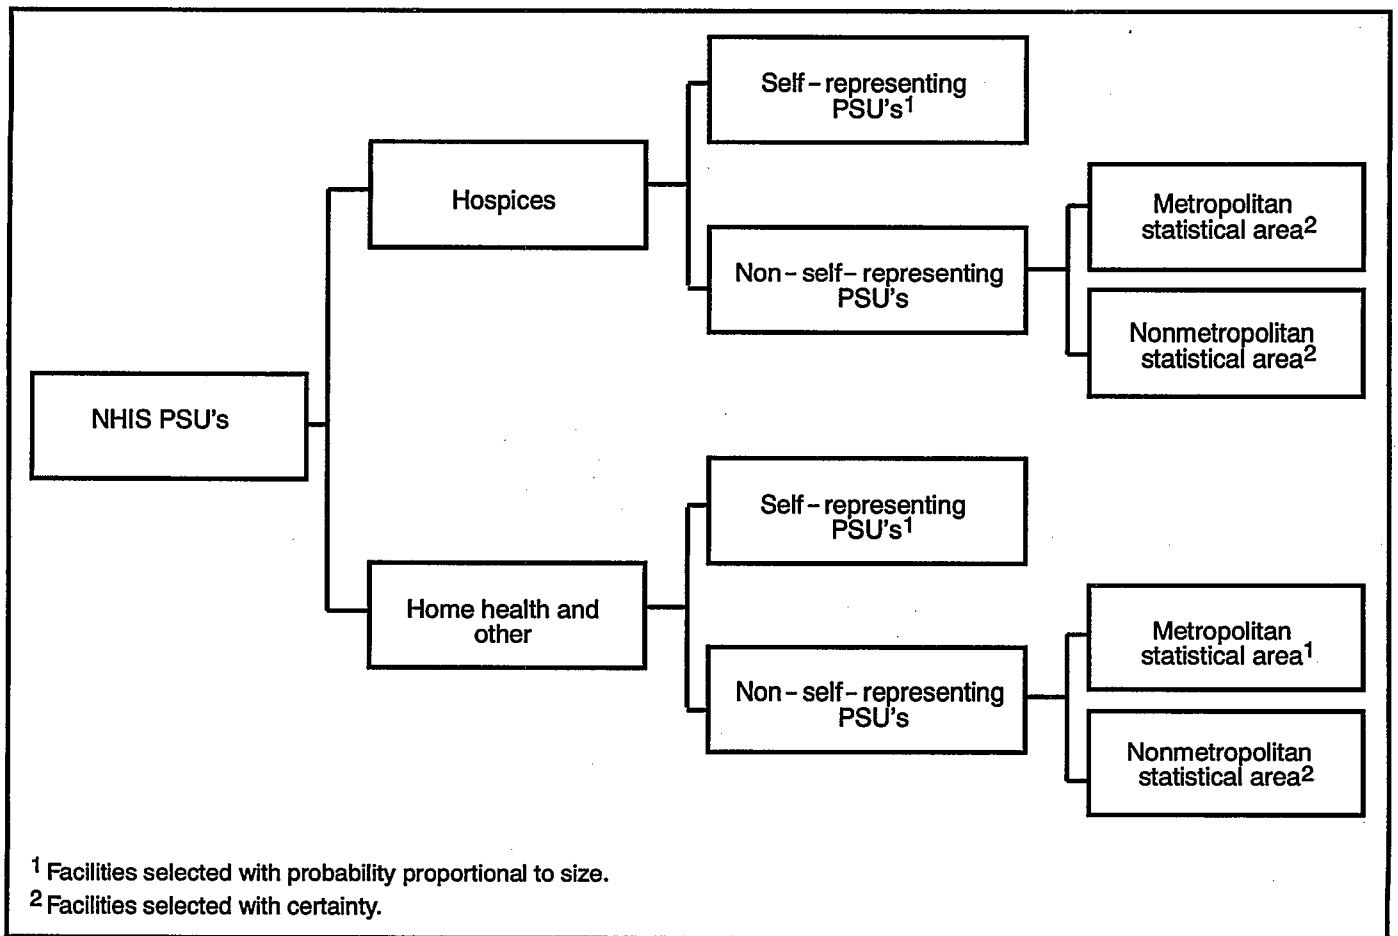 Self-representing
PSU's1
Hospices
Metropolitan
statistical area2
Non-self-representing
PSU's
Nonmetropolitan
statistical area2
NHIS PSU's
Self-representing
PSU's1
Home health and
other
Metropolitan
statistical area1
Non-self-representing
PSU's
Nonmetropolitan
statistical area2
1 Facilities selected with probability proportional to size.
2 Facilities selected with certainty.